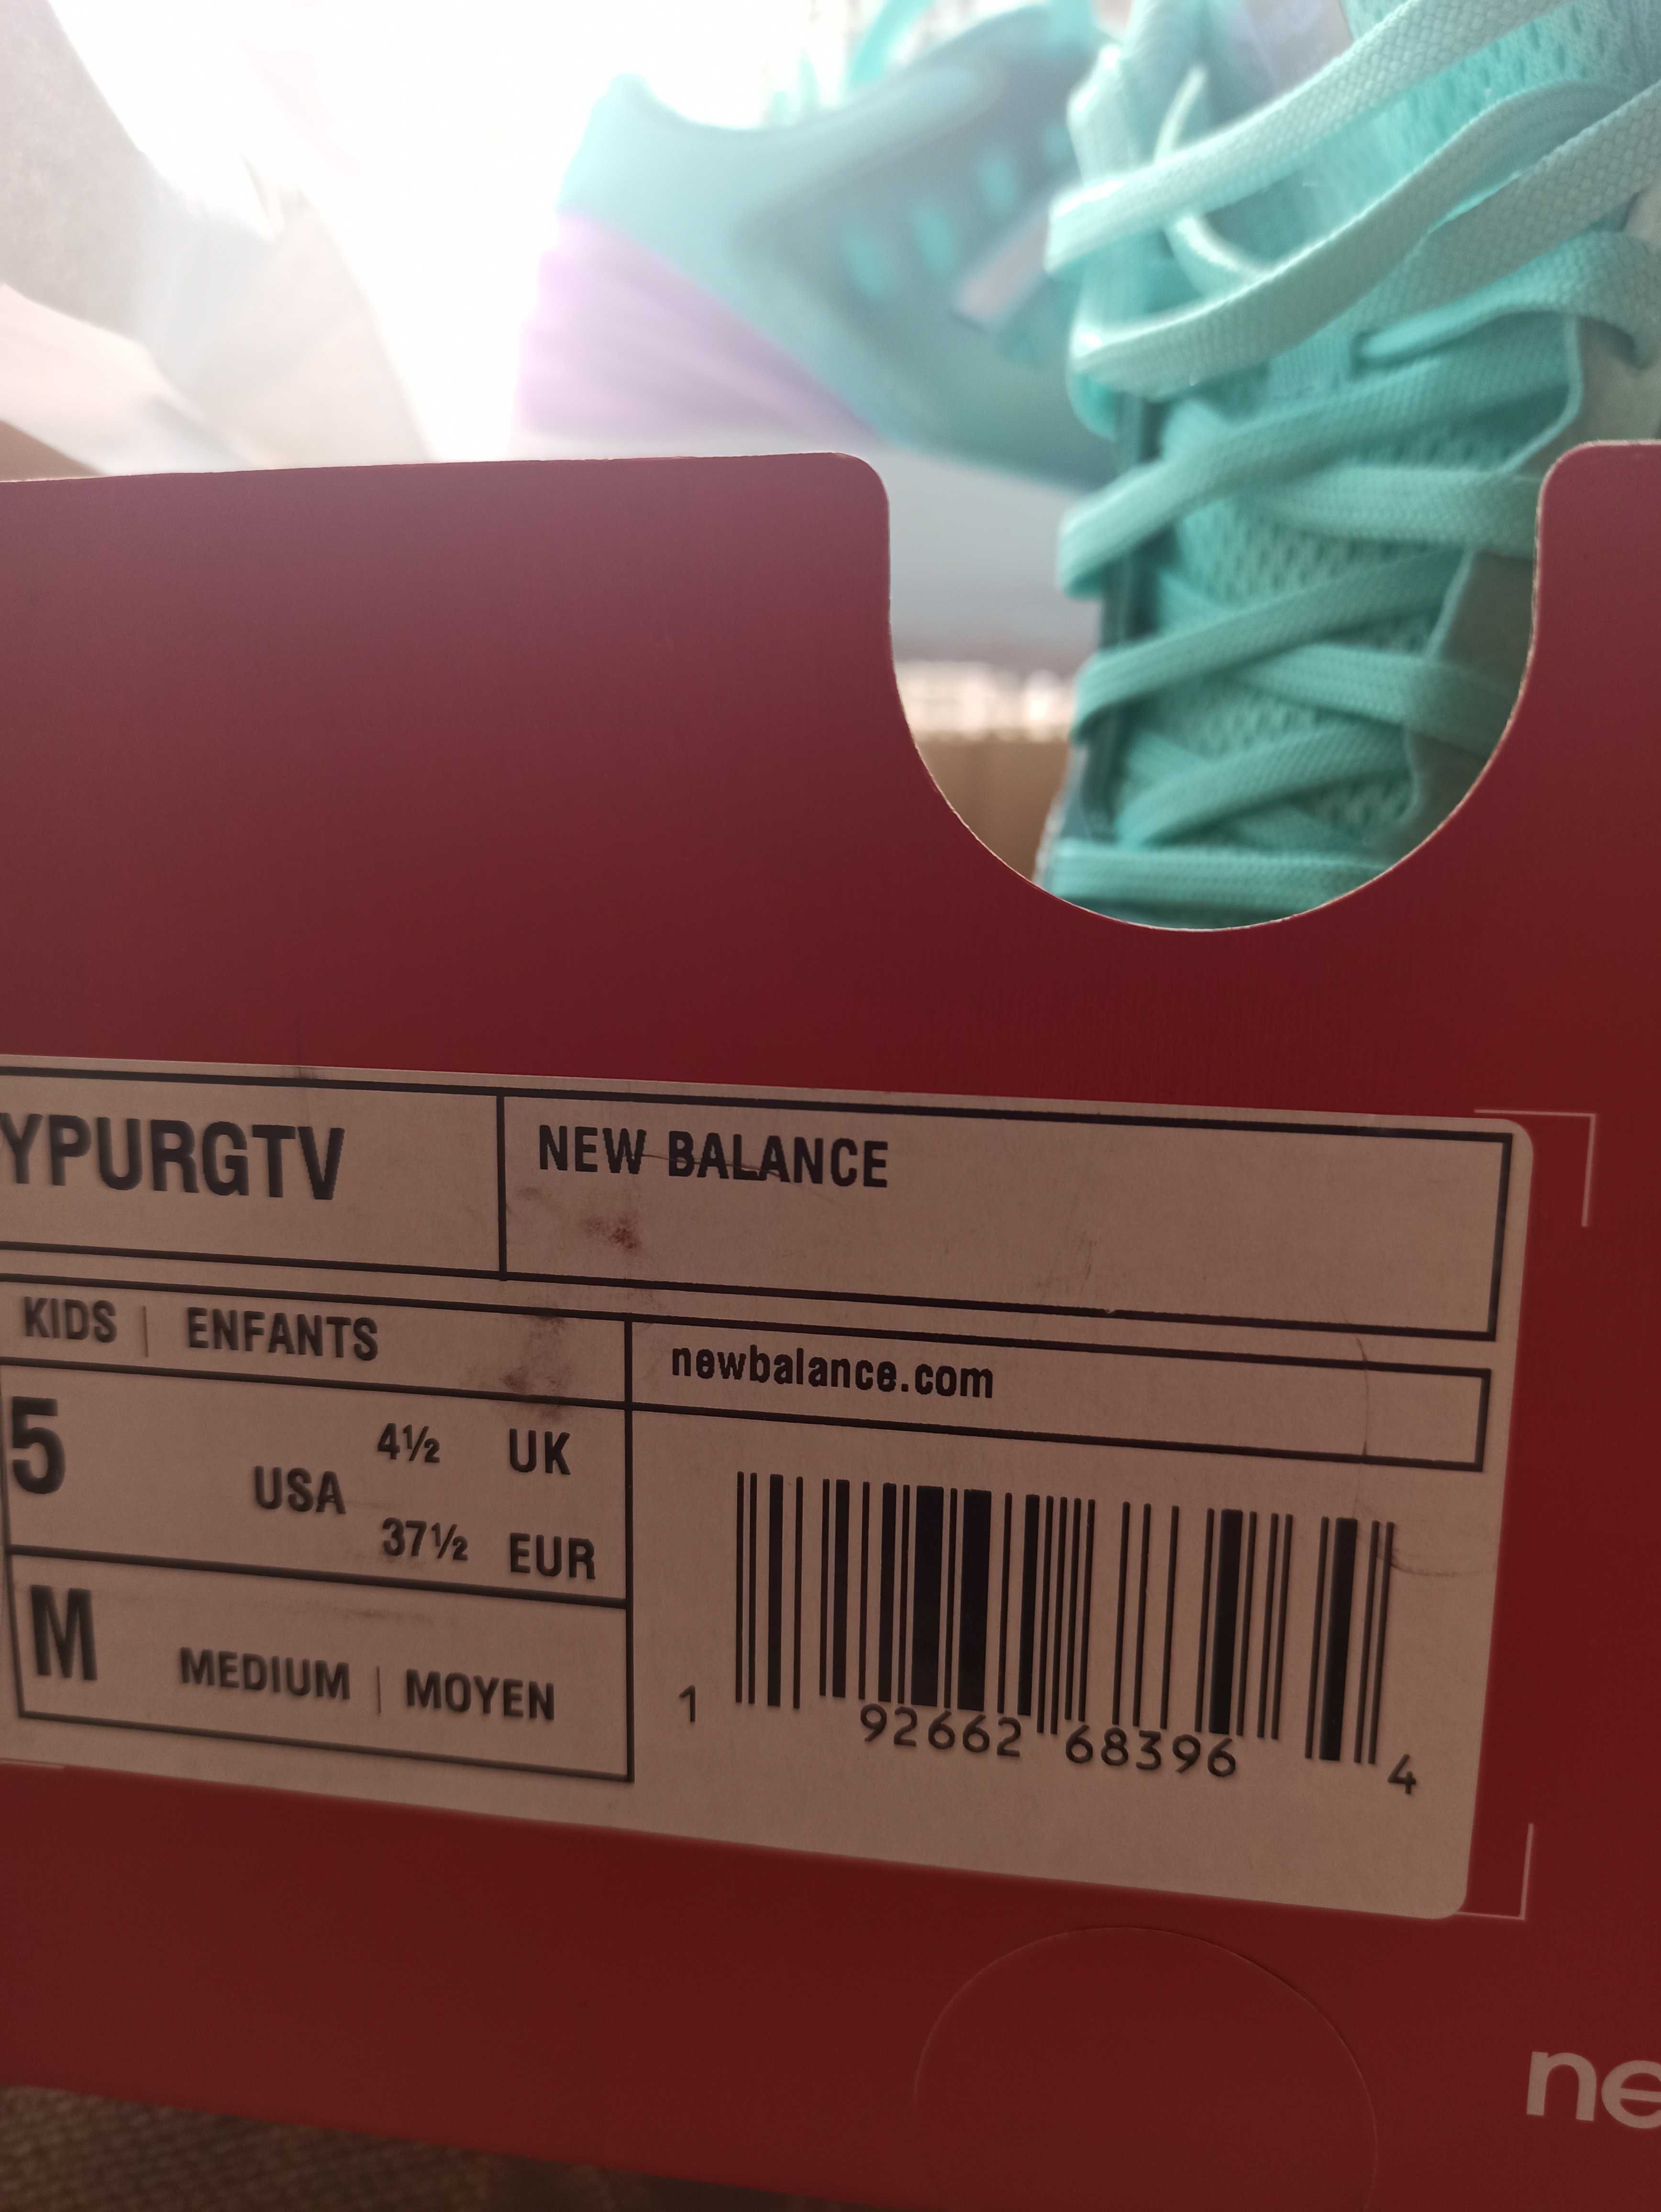 YPURGTV
NEW BALANCE
KIDS | ENFANTS
newbalance.com
5 USA
4½ UK
37½ EUR
M MEDIUM | MOYEN
1 92662 68396 4
ne